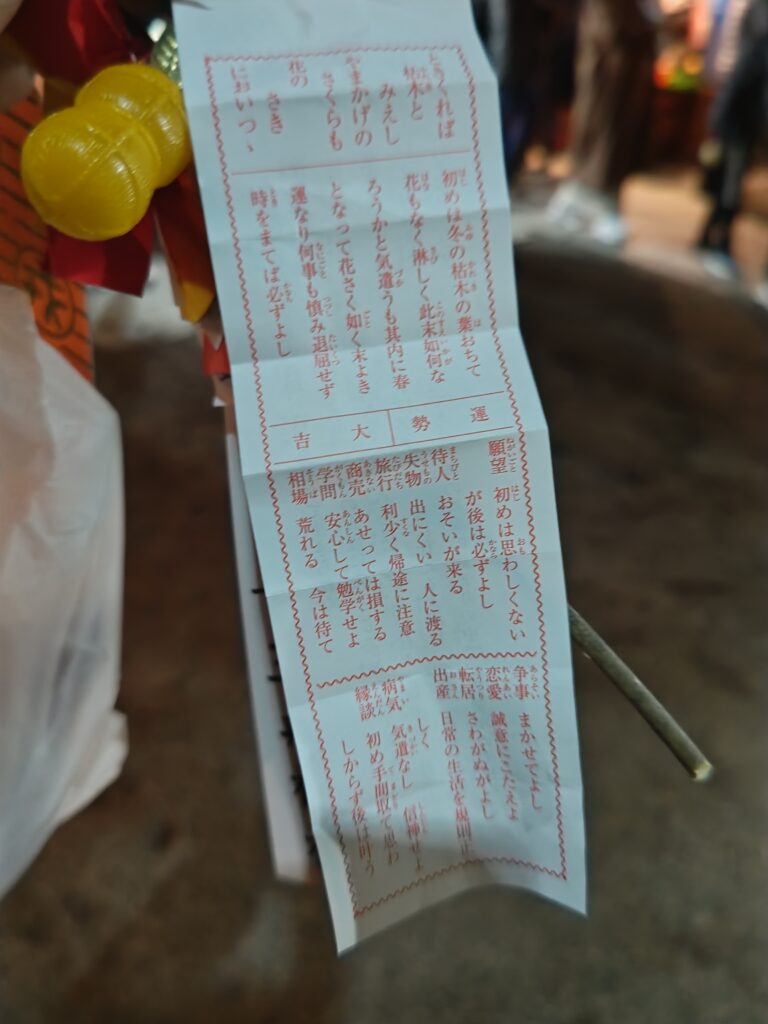 ときくれば
枯木と
みえし
やまかげの
さくらも
花の
さき
においつゝ
初めは冬の枯木の葉おちて
花もなく淋しく此末如何な
ろうかと気遣うも其内に春
となって花さく如く末よき
運なり何事も慎み退屈せず
時をまてば必ずよし
運勢 大吉
願望 初めは思わしくない
が後は必ずよし
待人 おそいが来る
失物 出にくい 人に渡る
旅行 利少く帰途に注意
商売 あせっては損する
学問 安心して勉学せよ
相場 荒れる 今は待て
争事 まかせてよし
恋愛 誠意にこたえよ
転居 さわがぬがよし
出産 日常の生活を規則正
しく
病気 気遣なし 信神せよ
縁談 初め手間取て思わ
しからず後は叶う